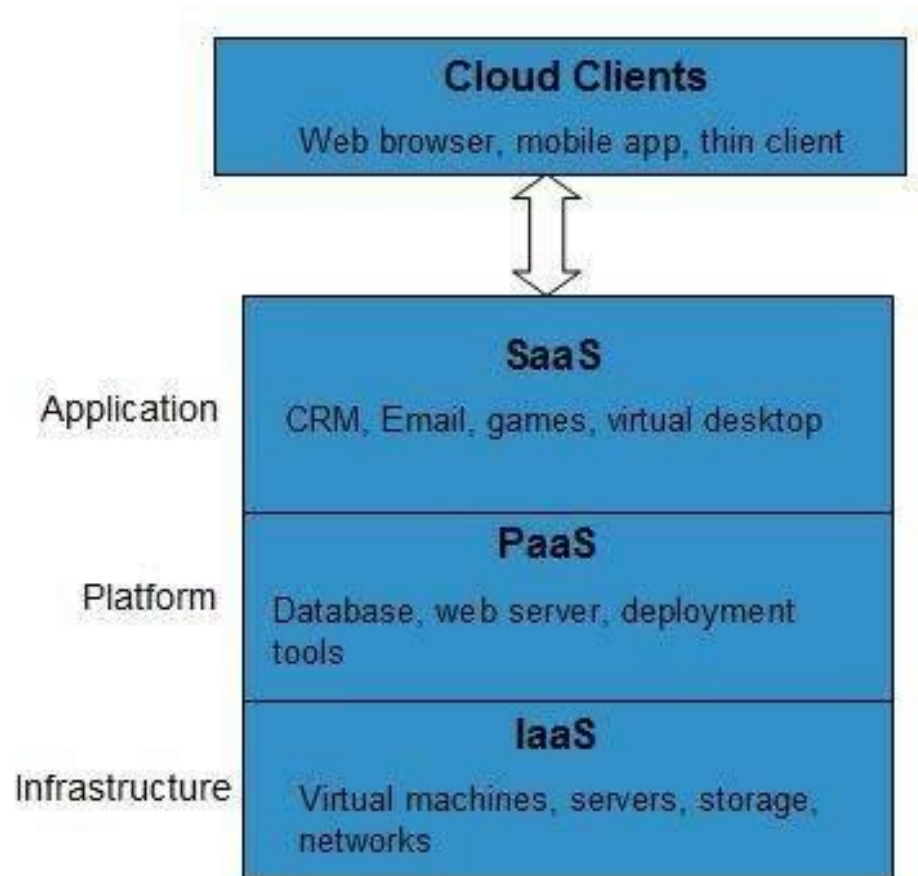 Cloud Clients
Web browser, mobile app, thin client
SaaS
Application
CRM, Email, games, virtual desktop
PaaS
Platform
Database, web server, deployment
tools
IaaS
Infrastructure
Virtual machines, servers, storage,
networks